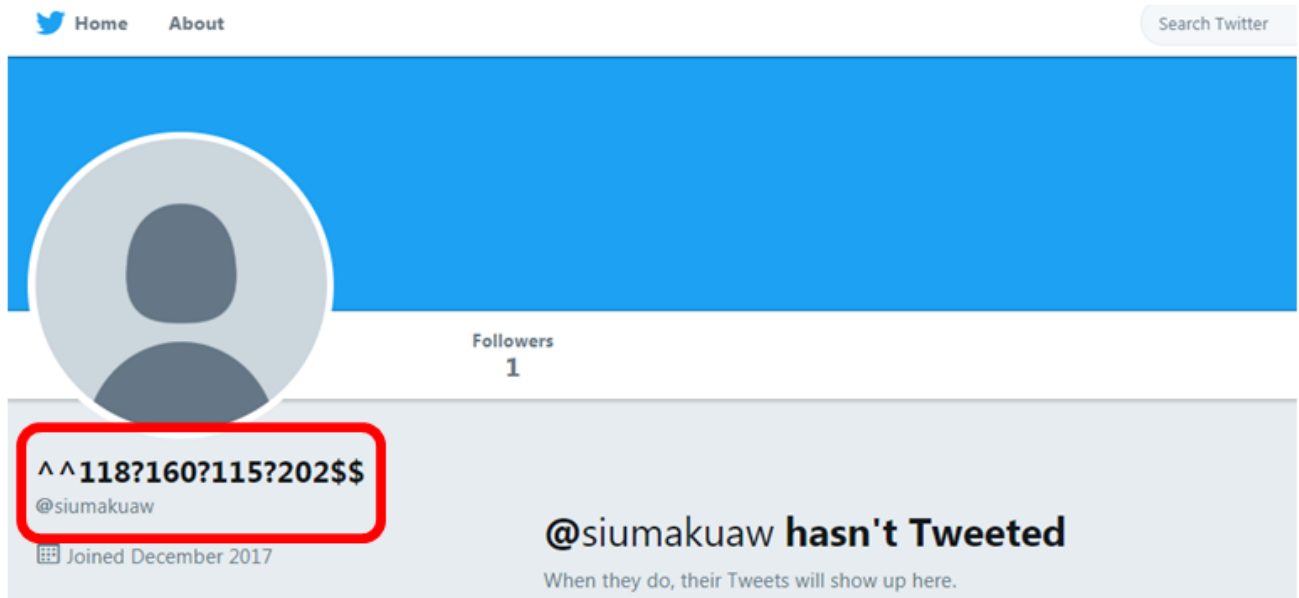 Home About Search Twitter
Followers
1
^^118?160?115?202$$
@siumakuaw
Joined December 2017
@siumakuaw hasn't Tweeted
When they do, their Tweets will show up here.